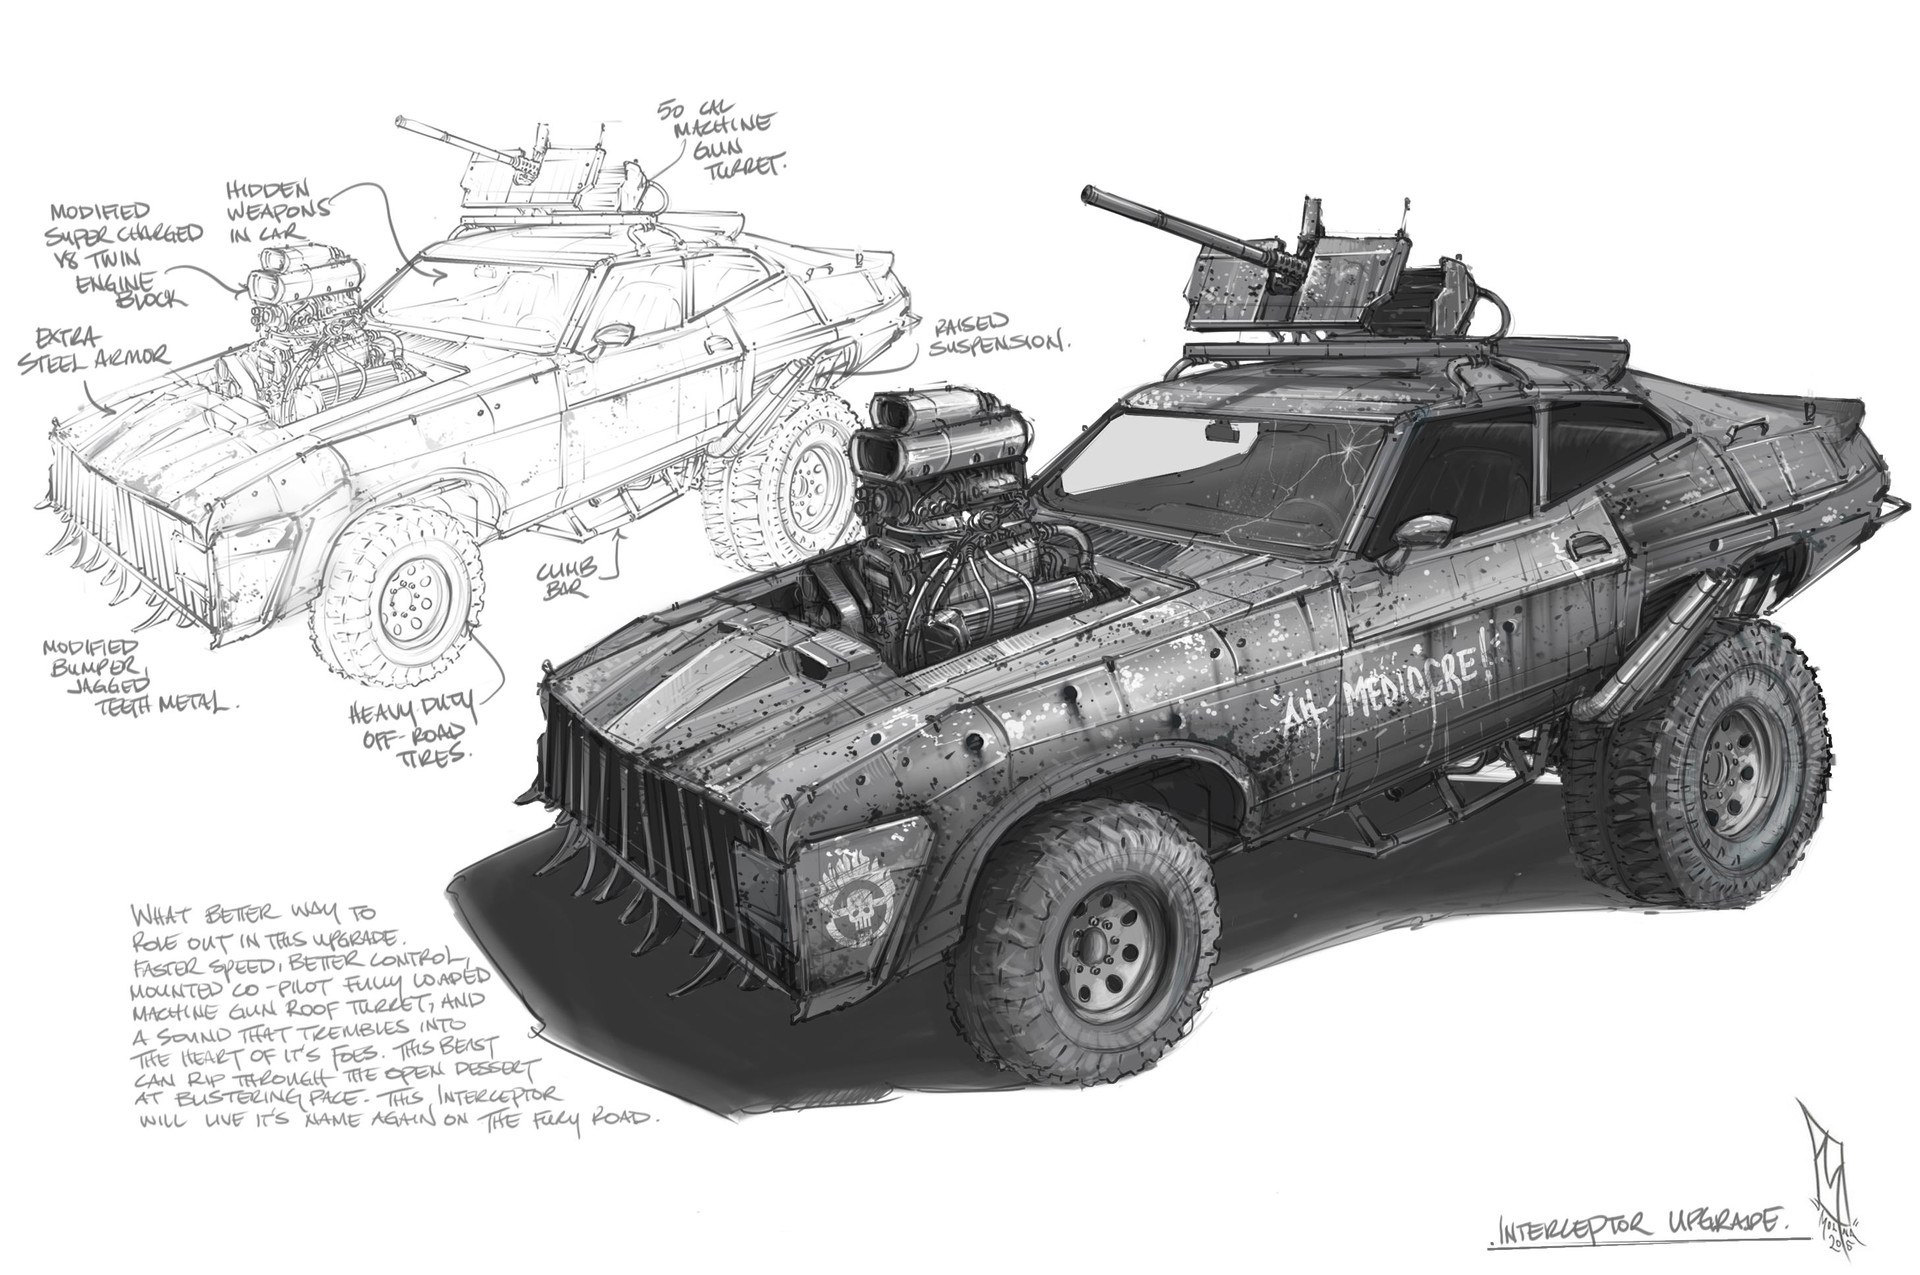 50 CAL
MACHINE
GUN
TURRET.
HIDDEN
WEAPONS
IN CAR
MODIFIED
SUPER CHARGED
V8 TWIN
ENGINE
BLOCK
EXTRA
STEEL ARMOR
RAISED
SUSPENSION.
CLIMB
BAR
MODIFIED
BUMPER,
JAGGED
TEETH METAL.
HEAVY DUTY
OFF-ROAD
TIRES.
AH MEDIOCRE!
WHAT BETTER WAY TO
ROLE OUT IN THIS UPGRADE.
FASTER SPEED, BETTER CONTROL,
MOUNTED CO-PILOT FULLY LOADED
MACHINE GUN ROOF TURRET, AND
A SOUND THAT TREMBLES INTO
THE HEART OF IT'S FOES. THIS BEAST
CAN RIP THROUGH THE OPEN DESSERT
AT BLISTERING PACE. THIS INTERCEPTOR
WILL LIVE IT'S NAME AGAIN ON THE FURY ROAD.
INTERCEPTOR UPGRADE.